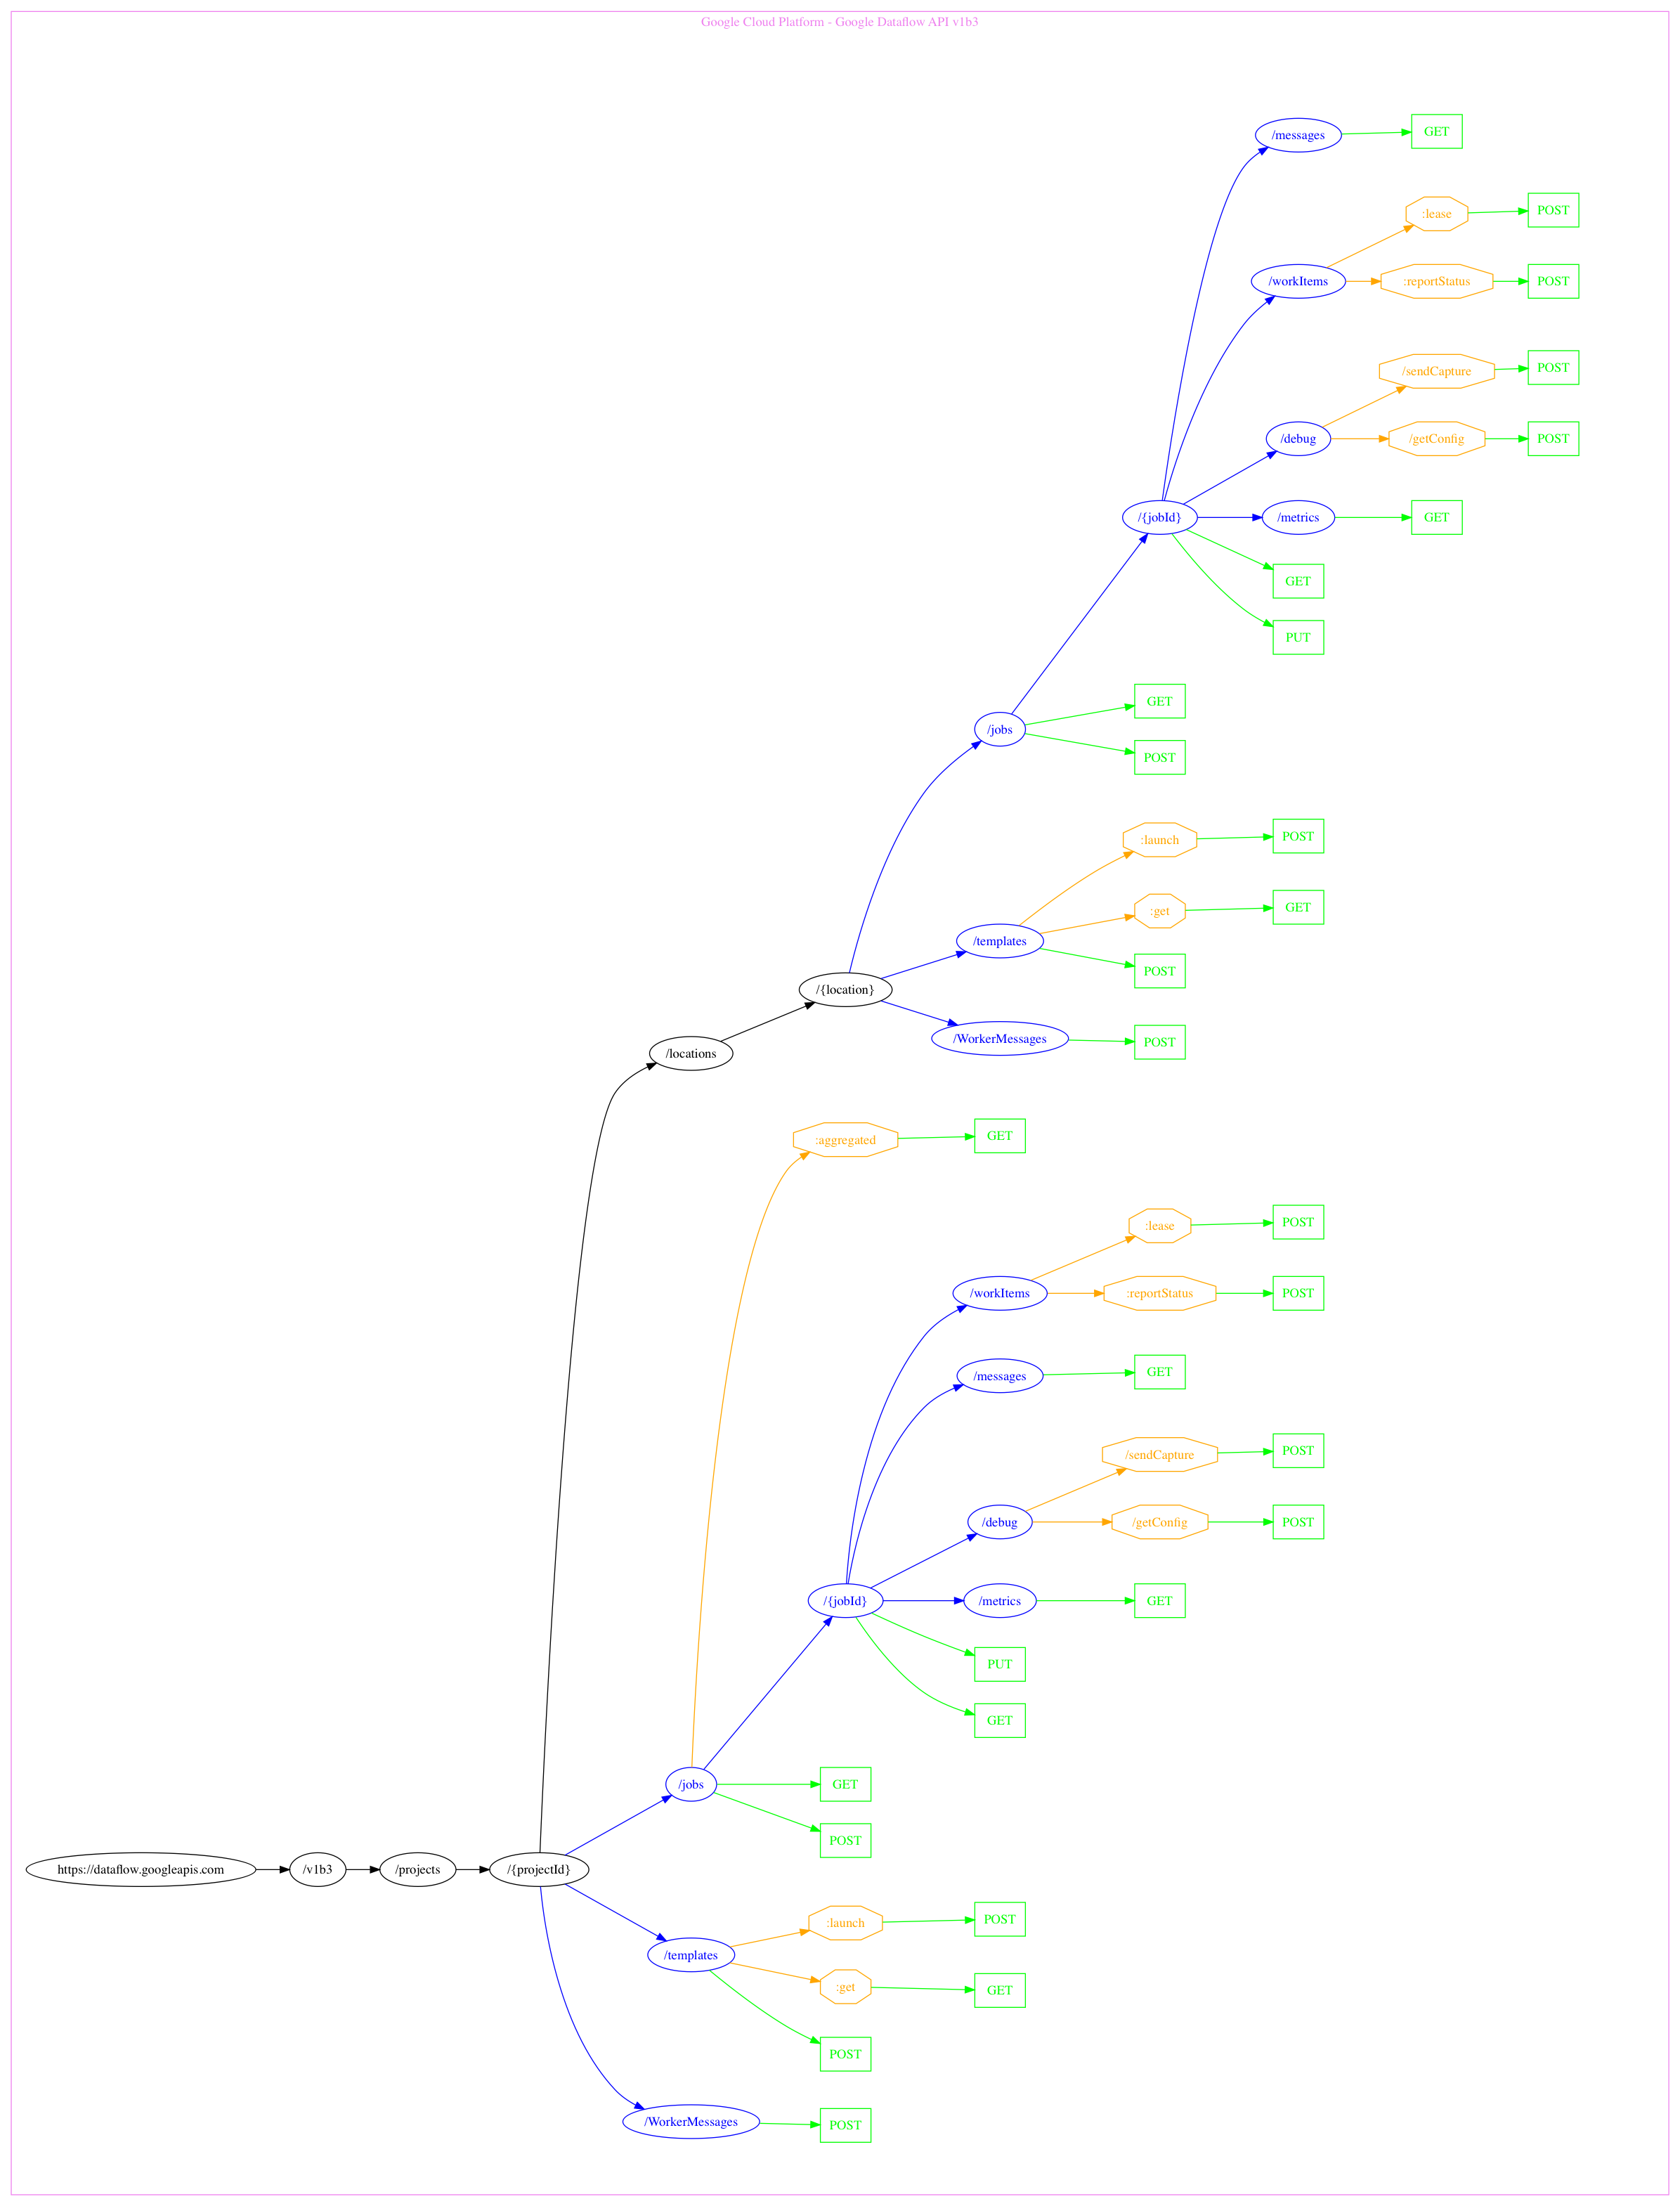 Google Cloud Platform - Google Dataflow API v1b3
/messages
GET
:lease
POST
/workItems
:reportStatus
POST
/sendCapture
POST
/debug
/getConfig
POST
/{jobId}
/metrics
GET
GET
PUT
GET
/jobs
POST
:launch
POST
:get
GET
/templates
POST
/{location}
/WorkerMessages
POST
/locations
:aggregated
GET
:lease
POST
/workItems
:reportStatus
POST
/messages
GET
/sendCapture
POST
/debug
/getConfig
POST
/{jobId}
/metrics
GET
PUT
GET
/jobs
GET
POST
https://dataflow.googleapis.com
/v1b3
/projects
/{projectId}
:launch
POST
/templates
:get
GET
POST
/WorkerMessages
POST